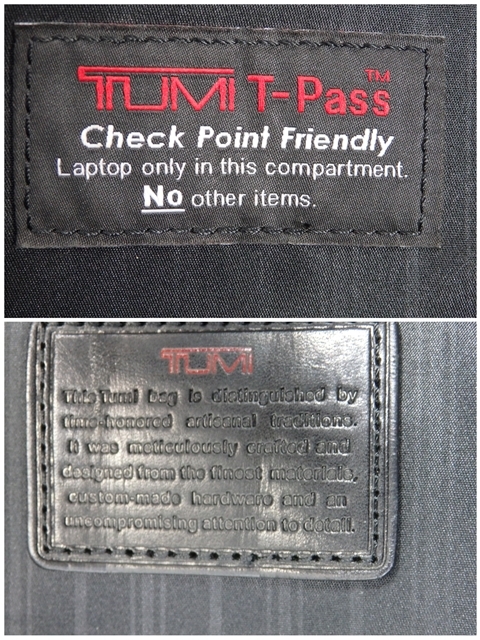 TUMI T-Pass™
Check Point Friendly
Laptop only in this compartment.
No other items.
TUMI
This Tumi bag is distinguished by
time-honored artisanal traditions.
It was meticulously crafted and
designed from the finest materials,
custom-made hardware and an
uncompromising attention to detail.